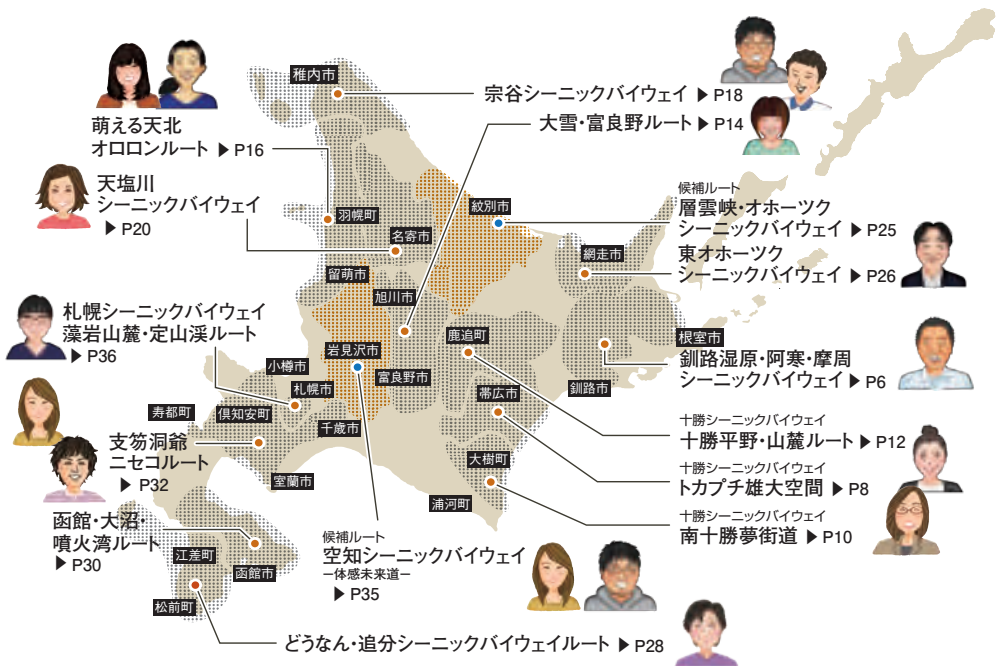 稚内市
宗谷シーニックバイウェイ ▶ P18
大雪・富良野ルート ▶ P14
萌える天北
オロロンルート ▶ P16
天塩川
シーニックバイウェイ
▶ P20
羽幌町
名寄市
紋別市
候補ルート
層雲峡・オホーツク
シーニックバイウェイ ▶ P25
網走市
東オホーツク
シーニックバイウェイ ▶ P26
留萌市
旭川市
札幌シーニックバイウェイ
藻岩山麓・定山渓ルート
▶ P36
鹿追町
根室市
岩見沢市
小樽市
富良野市
釧路湿原・阿寒・摩周
シーニックバイウェイ ▶ P6
札幌市
帯広市
釧路市
寿都町
倶知安町
千歳市
十勝シーニックバイウェイ
十勝平野・山麓ルート ▶ P12
支笏洞爺
ニセコルート
▶ P32
室蘭市
大樹町
十勝シーニックバイウェイ
トカプチ雄大空間 ▶ P8
浦河町
十勝シーニックバイウェイ
南十勝夢街道 ▶ P10
函館・大沼・
噴火湾ルート
▶ P30
江差町
函館市
候補ルート
空知シーニックバイウェイ
−体感未来道−
▶ P35
松前町
どうなん・追分シーニックバイウェイルート ▶ P28